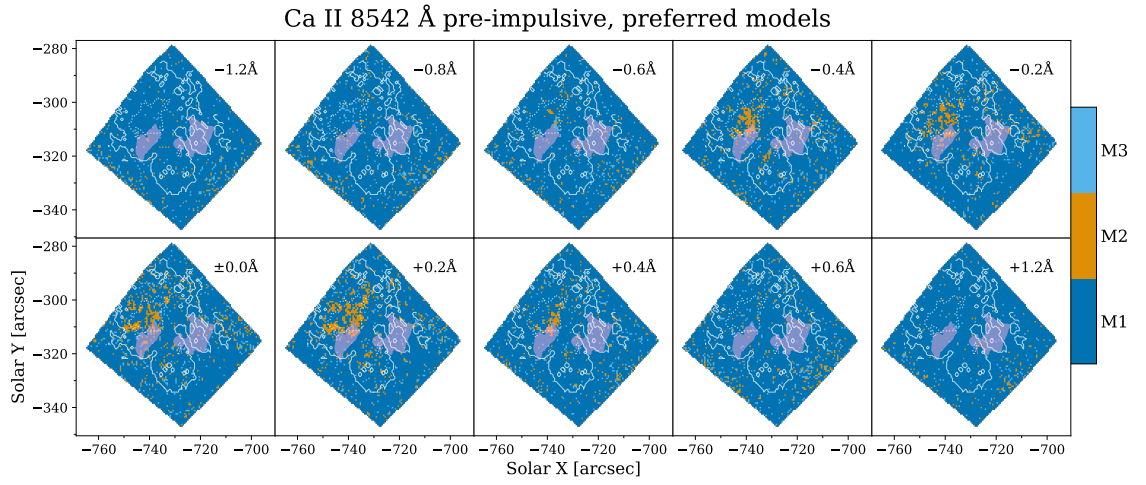 Ca II 8542 Å pre-impulsive, preferred models
−280
−300
−320
−340
−1.2Å
−0.8Å
−0.6Å
−0.4Å
−0.2Å
−280
−300
−320
−340
±0.0Å
+0.2Å
+0.4Å
+0.6Å
+1.2Å
M3
M2
M1
Solar Y [arcsec]
−760 −740 −720 −700 −760 −740 −720 −700 −760 −740 −720 −700 −760 −740 −720 −700 −760 −740 −720 −700
Solar X [arcsec]